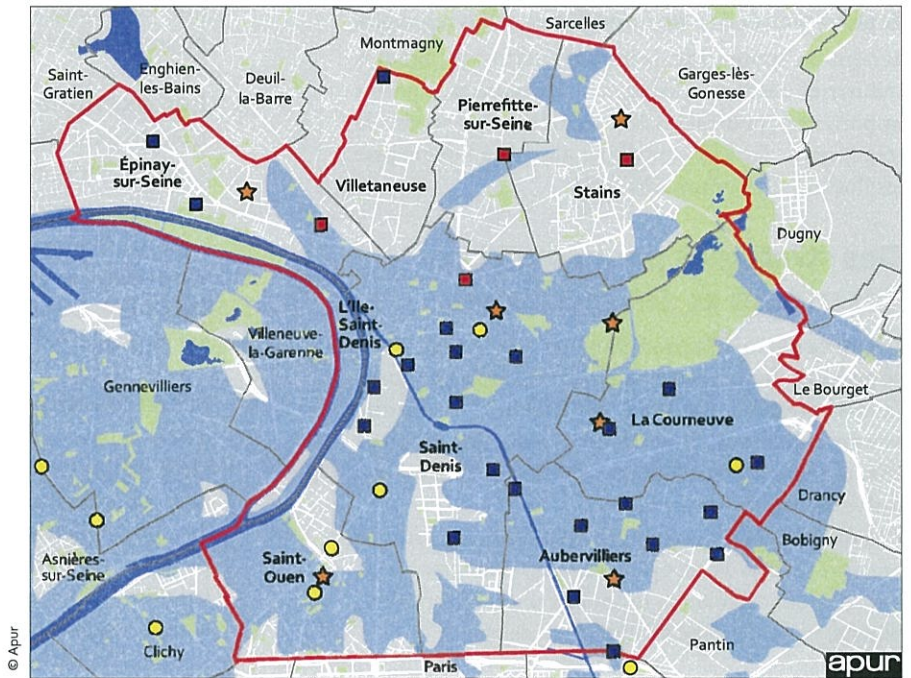 Sarcelles
Montmagny
Saint-
Gratien
Enghien-
les-Bains
Deuil-
la-Barre
Garges-lès-
Gonesse
Pierrefitte-
sur-Seine
Épinay-
sur-Seine
Villetaneuse
Stains
Dugny
L'Ile-
Saint-
Denis
Villeneuve-
la-Garenne
Gennevilliers
Le Bourget
La Courneuve
Saint-
Denis
Drancy
Bobigny
Asnières-
sur-Seine
Saint-
Ouen
Aubervilliers
Clichy
Pantin
Paris
© Apur
apur